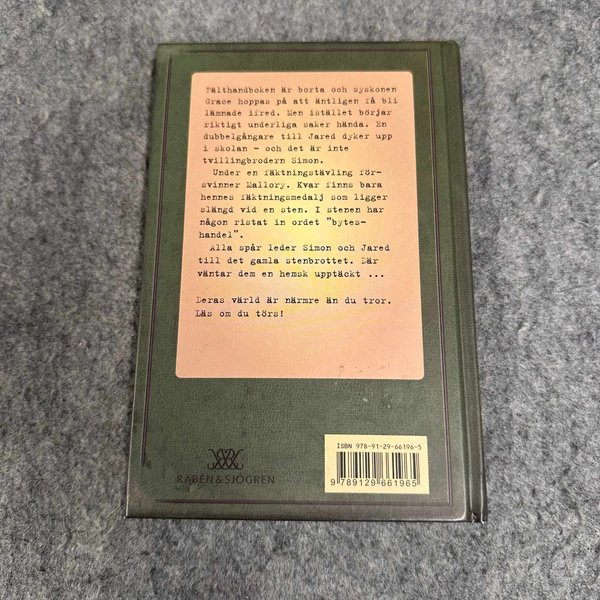 Fälthandboken är borta och syskonen
Grace hoppas på att äntligen få bli
lämnade ifred. Men istället börjar
riktigt underliga saker hända. En
dubbelgångare till Jared dyker upp
i skolan – och det är inte
tvillingbrodern Simon.
Under en fäktningstävling för-
svinner Mallory. Kvar finns bara
hennes fäktningsmedalj som ligger
slängd vid en sten. I stenen har
någon ristat in ordet "bytes-
handel".
Alla spår leder Simon och Jared
till det gamla stenbrottet. Där
väntar dem en hemsk upptäckt ...
Deras värld är närmre än du tror.
Läs om du törs!
ISBN 978-91-29-66196-5
9 789129 661965
RABÉN & SJÖGREN